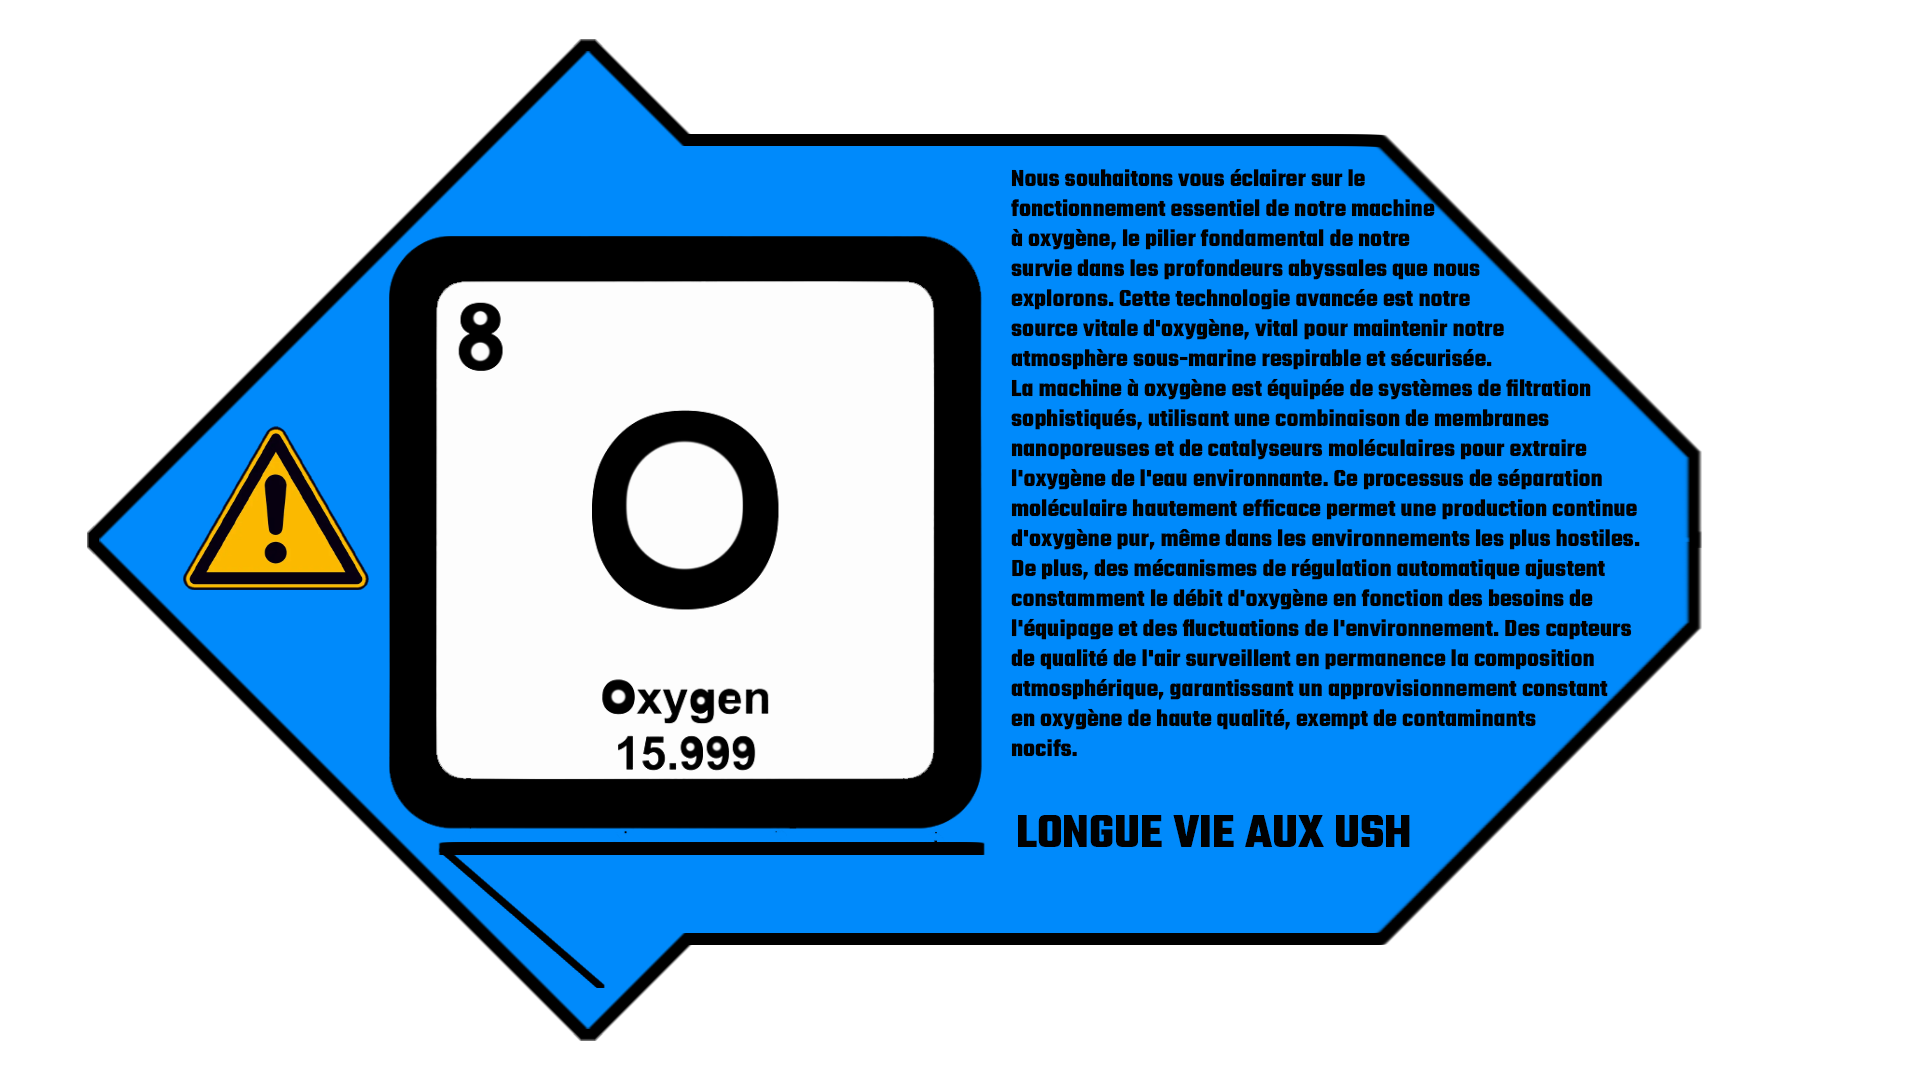 8
O
Oxygen
15.999
Nous souhaitons vous éclairer sur le
fonctionnement essentiel de notre machine
à oxygène, le pilier fondamental de notre
survie dans les profondeurs abyssales que nous
explorons. Cette technologie avancée est notre
source vitale d'oxygène, vital pour maintenir notre
atmosphère sous-marine respirable et sécurisée.
La machine à oxygène est équipée de systèmes de filtration
sophistiqués, utilisant une combinaison de membranes
nanoporeuses et de catalyseurs moléculaires pour extraire
l'oxygène de l'eau environnante. Ce processus de séparation
moléculaire hautement efficace permet une production continue
d'oxygène pur, même dans les environnements les plus hostiles.
De plus, des mécanismes de régulation automatique ajustent
constamment le débit d'oxygène en fonction des besoins de
l'équipage et des fluctuations de l'environnement. Des capteurs
de qualité de l'air surveillent en permanence la composition
atmosphérique, garantissant un approvisionnement constant
en oxygène de haute qualité, exempt de contaminants
nocifs.
LONGUE VIE AUX USH